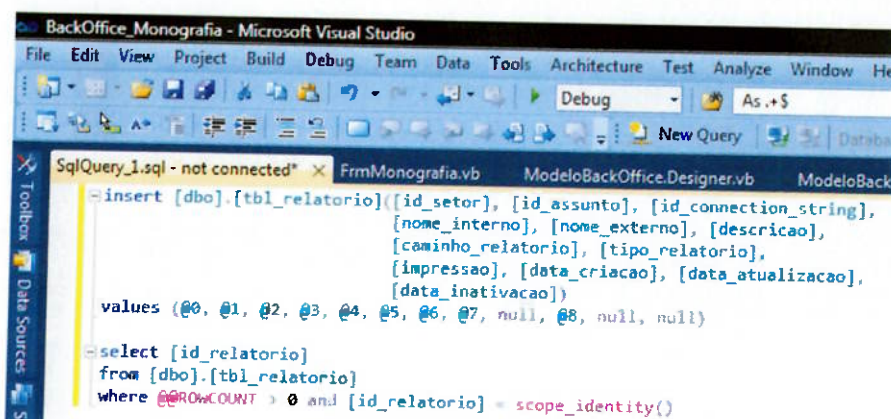 BackOffice_Monografia - Microsoft Visual Studio
File Edit View Project Build Debug Team Data Tools Architecture Test Analyze Window He
Debug As.+$
New Query Databa
SqlQuery_1.sql - not connected* × FrmMonografia.vb ModeloBackOffice.Designer.vb ModeloBack
Toolbox
Data Sources
S
insert [dbo].[tbl_relatorio]([id_setor], [id_assunto], [id_connection_string],
[nome_interno], [nome_externo], [descricao],
[caminho_relatorio], [tipo_relatorio],
[impressao], [data_criacao], [data_atualizacao],
[data_inativacao])
values (@0, @1, @2, @3, @4, @5, @6, @7, null, @8, null, null)
select [id_relatorio]
from [dbo].[tbl_relatorio]
where @@ROWCOUNT > 0 and [id_relatorio] = scope_identity()